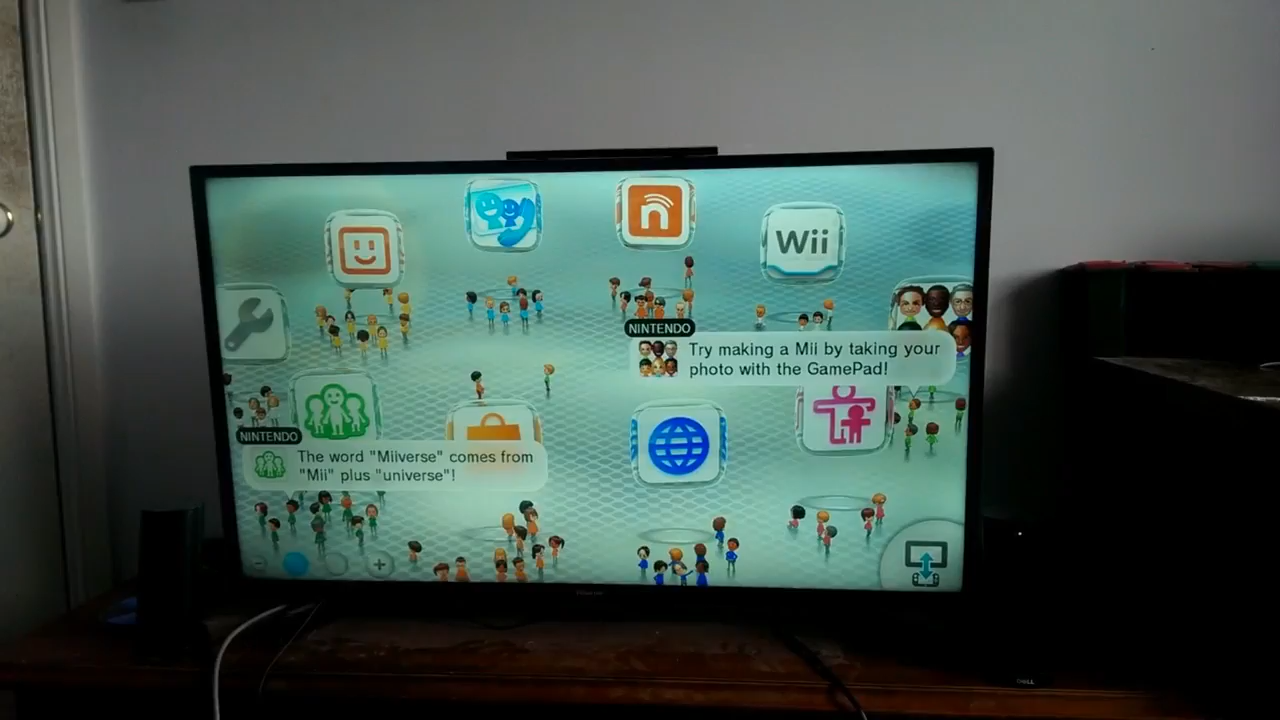 Wii
NINTENDO
Try making a Mii by taking your
photo with the GamePad!
NINTENDO
The word "Miiverse" comes from
"Mii" plus "universe"!
DELL